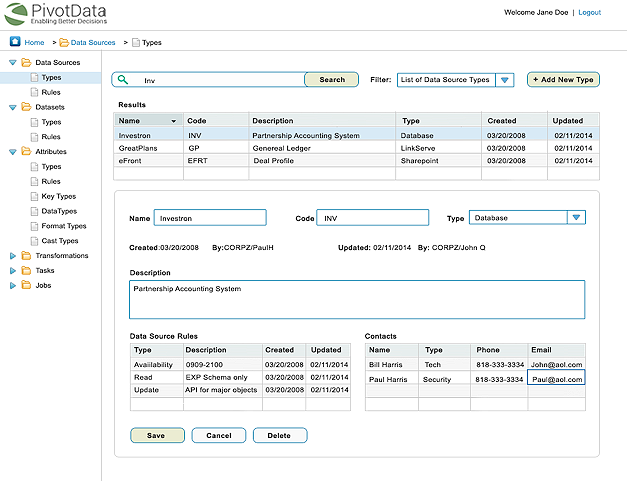 PivotData
Enabling Better Decisions
Welcome Jane Doe | Logout
Home > Data Sources > Types
Data Sources
Types
Rules
Datasets
Types
Rules
Attributes
Types
Rules
Key Types
DataTypes
Format Types
Cast Types
Transformations
Tasks
Jobs
Inv Search Filter: List of Data Source Types + Add New Type
Results
Name Code Description Type Created Updated
Investron INV Partnership Accounting System Database 03/20/2008 02/11/2014
GreatPlans GP Genereal Ledger LinkServe 03/20/2008 02/11/2014
eFront EFRT Deal Profile Sharepoint 03/20/2008 02/11/2014
Name Investron Code INV Type Database
Created:03/20/2008 By:CORPZ/PaulH Updated: 02/11/2014 By: CORPZ/John Q
Description
Partnership Accounting System
Data Source Rules
Type Description Created Updated
Availability 0909-2100 03/20/2008 02/11/2014
Read EXP Schema only 03/20/2008 02/11/2014
Update API for major objects 03/20/2008 02/11/2014
Contacts
Name Type Phone Email
Bill Harris Tech 818-333-3334 John@aol.com
Paul Harris Security 818-333-3334 Paul@aol.com
Save Cancel Delete